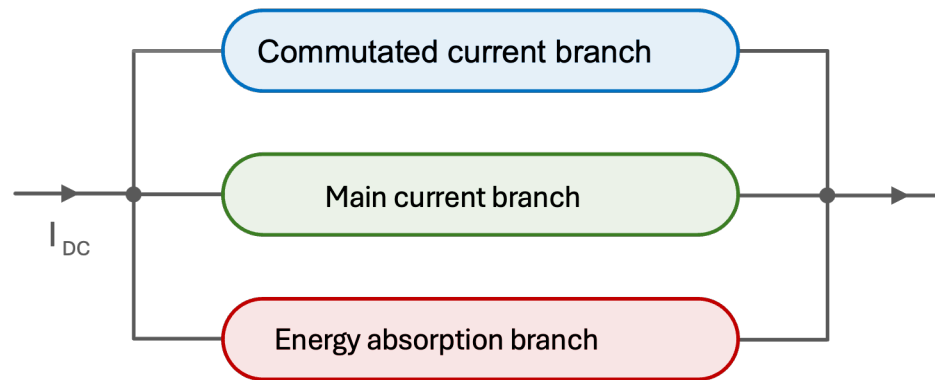 Commutated current branch
Main current branch
I DC
Energy absorption branch